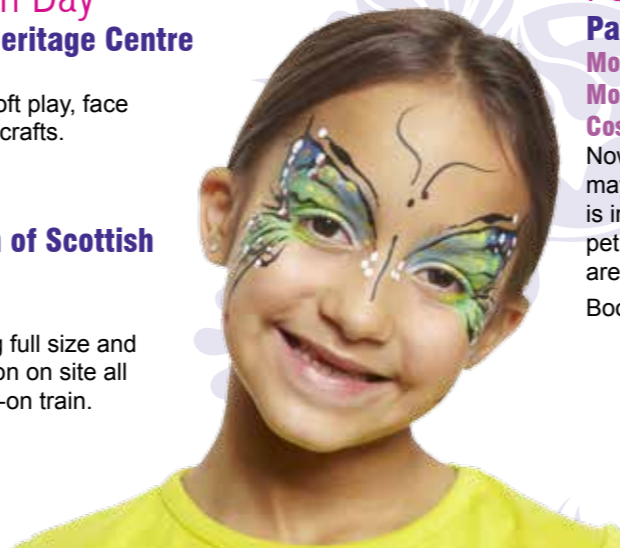 Day
eritage Centre
oft play, face
crafts.
of Scottish
full size and
on on site all
-on train.
Pa
Mo
Mo
Cos
Nov
ma
is in
pet
are
Boo